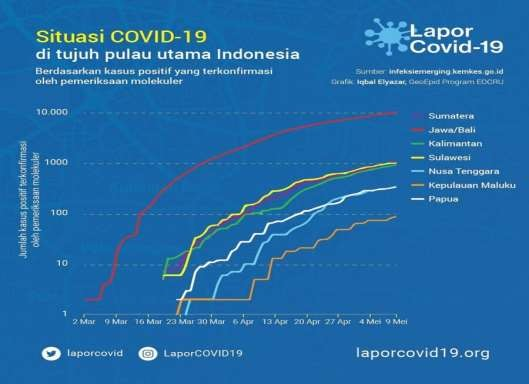 Situasi COVID-19
di tujuh pulau utama Indonesia
Berdasarkan kasus positif yang terkonfirmasi
oleh pemeriksaan molekuler
Lapor
Covid-19
Sumber: infeksiemerging.kemkes.go.id
Grafik: Iqbal Elyazar, GeoEpid Program EOCRU
Jumlah kasus positif terkonfirmasi
oleh pemeriksaan molekuler
10.000
1000
100
10
1
2 Mar 9 Mar 16 Mar 23 Mar 30 Mar 6 Apr 13 Apr 20 Apr 27 Apr 4 Mei 9 Mei
Sumatera
Jawa/Bali
Kalimantan
Sulawesi
Nusa Tenggara
Kepulauan Maluku
Papua
laporcovid
LaporCOVID19
laporcovid19.org